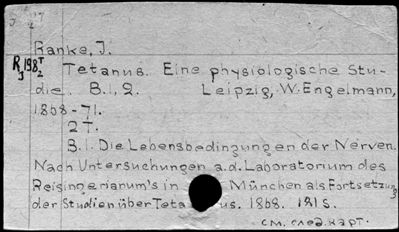 Ranke, J.
R 198 T/2
3
Tetanus. Eine physiologische Stu-
die. B.1,2. Leipzig, W. Engelmann,
1868-71.
2T.
B.1. Die Lebensbedingungen der Nerven.
Nach Untersuchungen a.d. Laboratorium des
Reisingerianum's in München als Fortsetzung
der Studien über Teta us. 1868. 181 S.
см. след. карт.